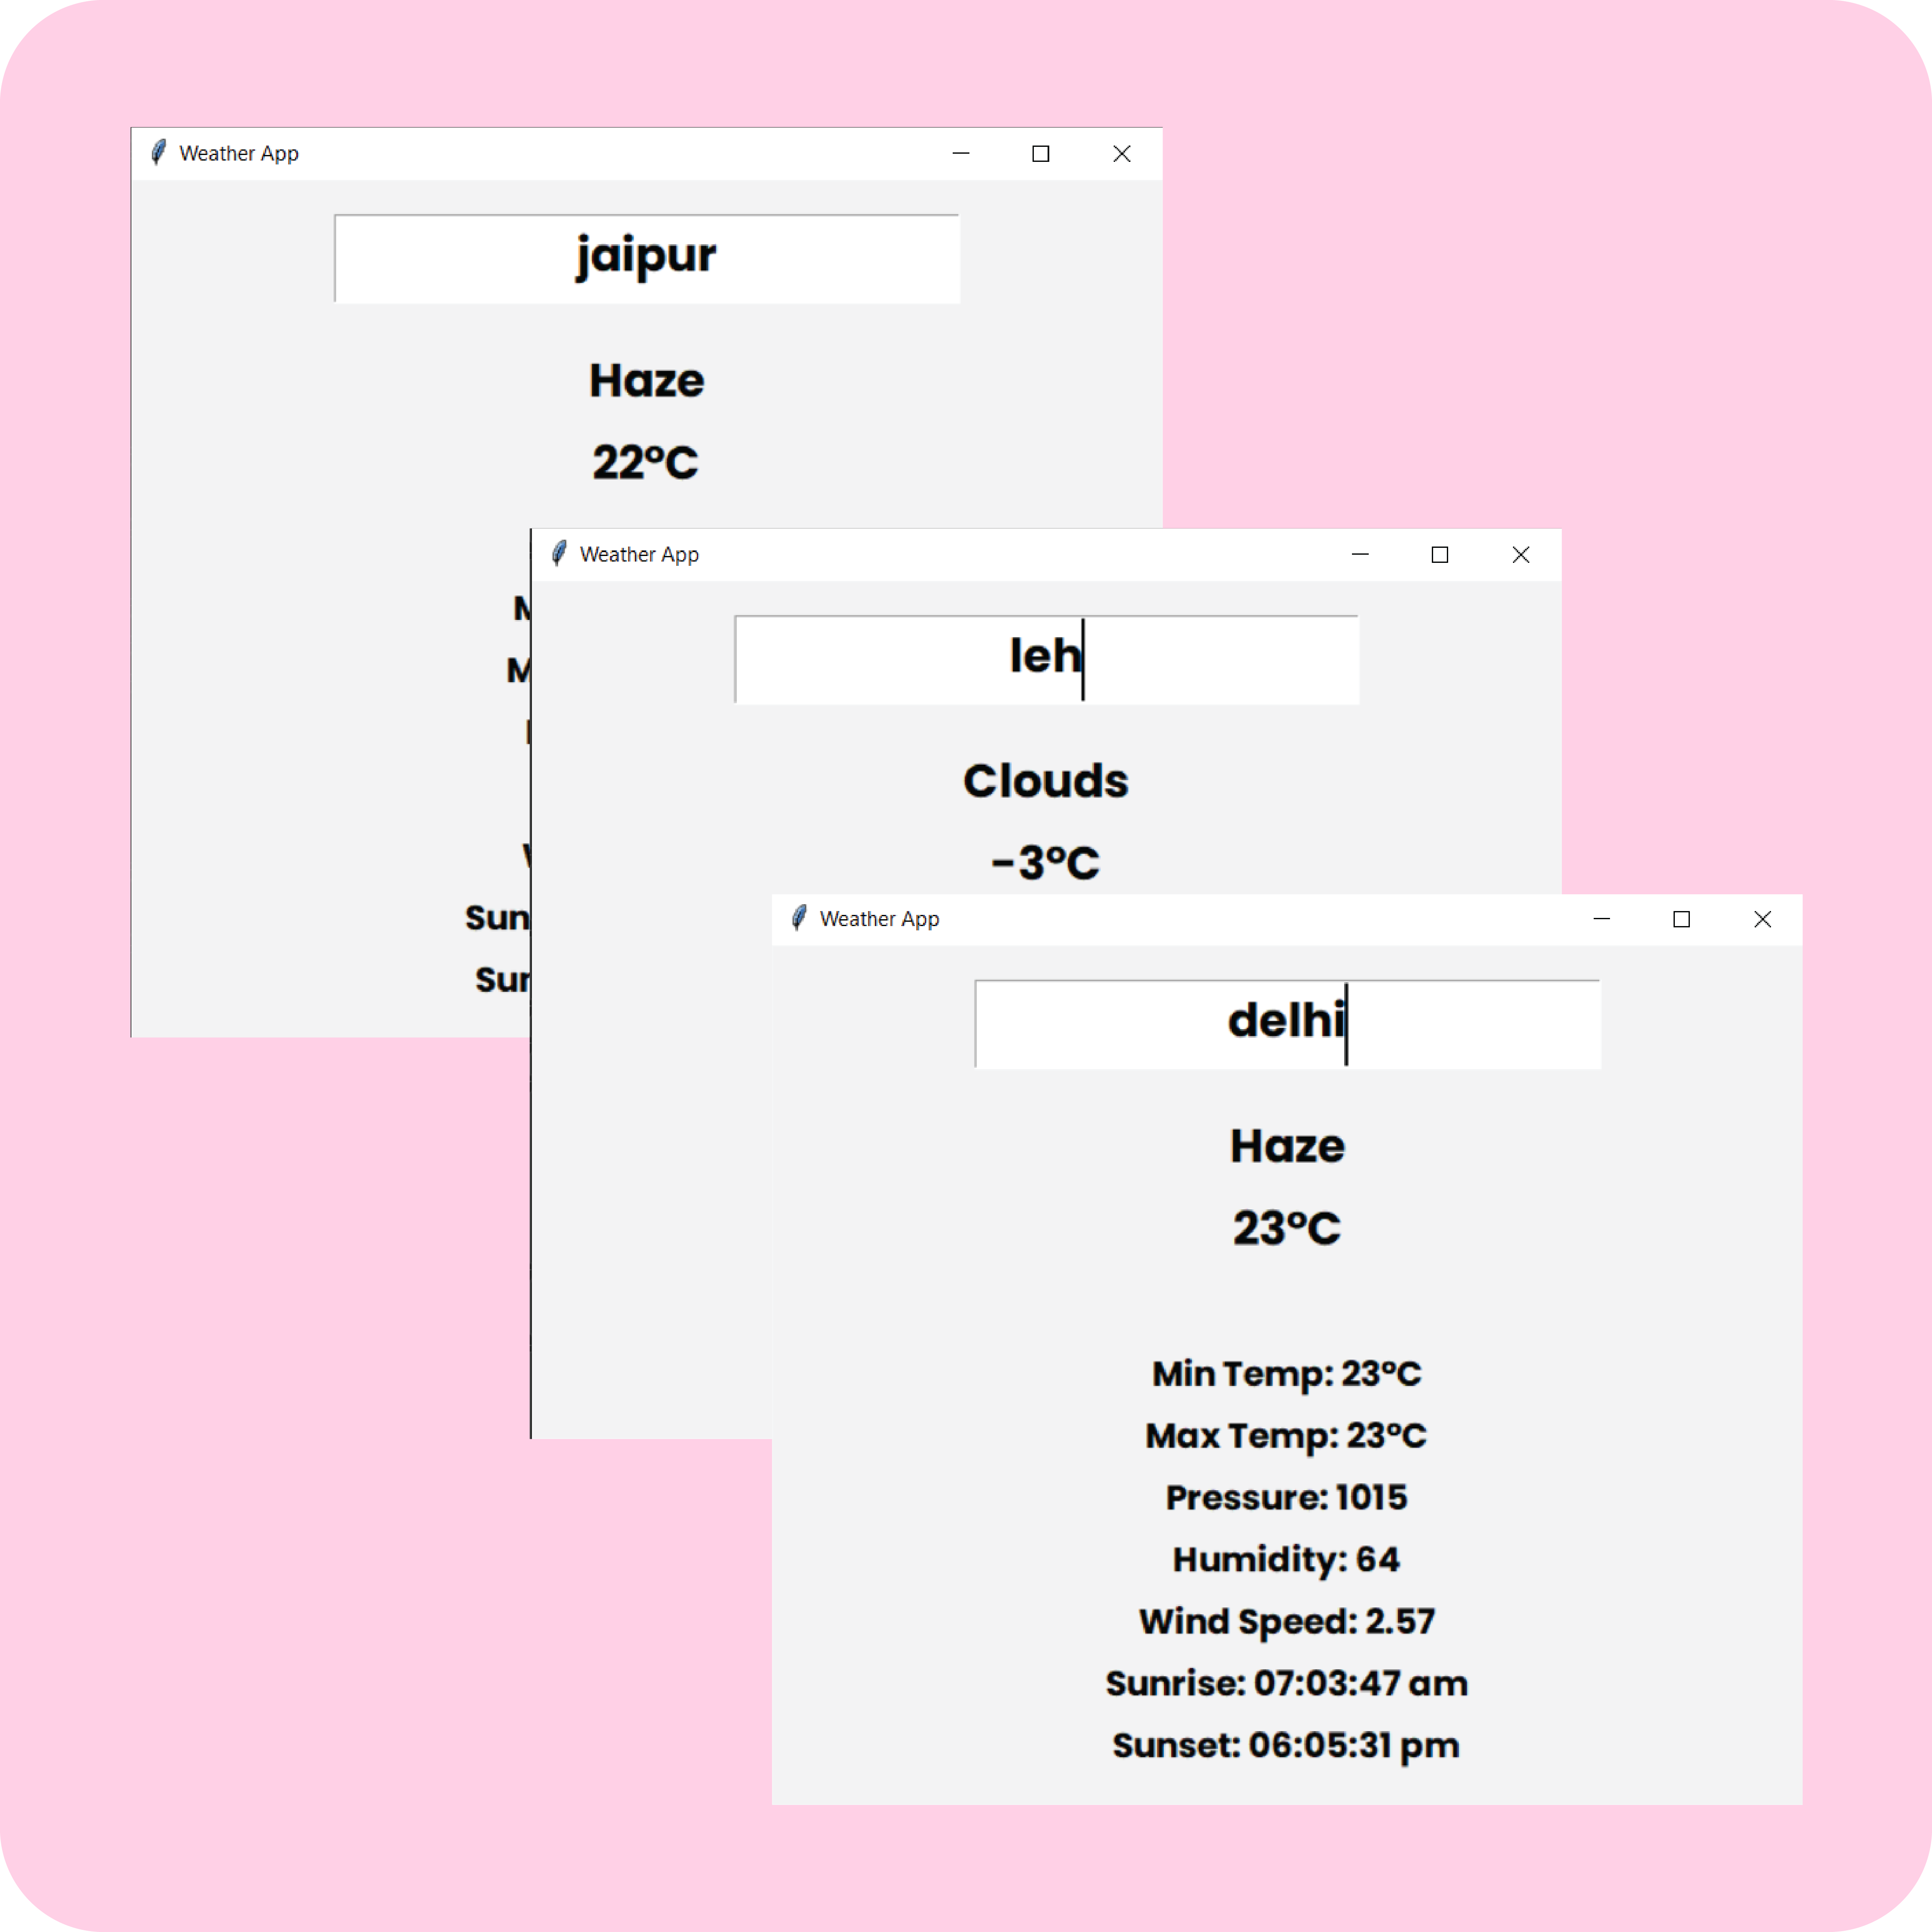 Weather App
jaipur
Haze
22°C
Weather App
leh
Clouds
-3°C
Weather App
delhi
Haze
23°C
Min Temp: 23°C
Max Temp: 23°C
Pressure: 1015
Humidity: 64
Wind Speed: 2.57
Sunrise: 07:03:47 am
Sunset: 06:05:31 pm